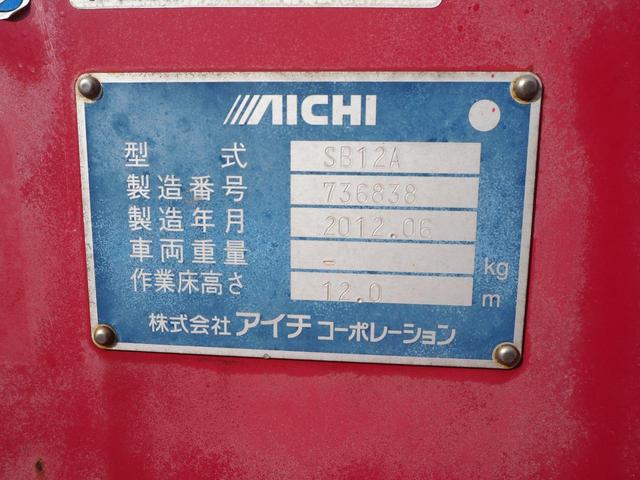 AICHI
型 式 SB12A
製造番号 736838
製造年月 2012.06
車両重量 - kg
作業床高さ 12.0 m
株式会社 アイチ コーポレーション